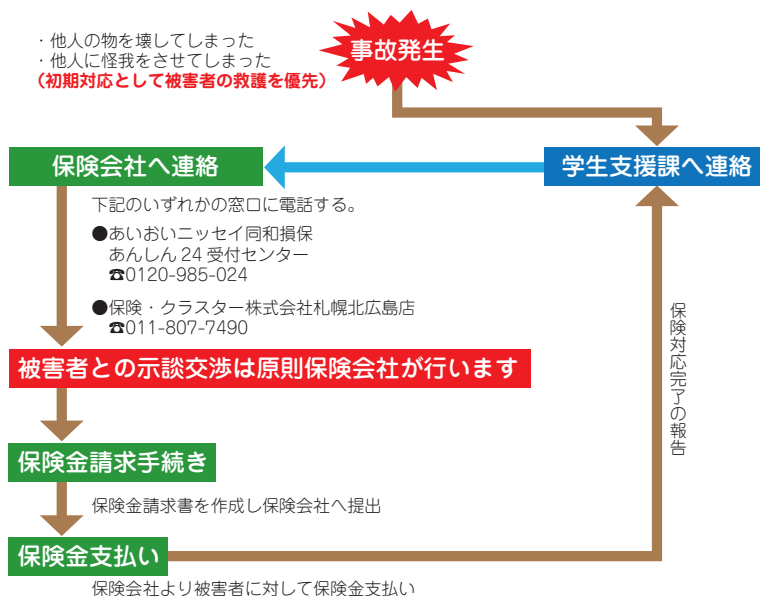 ・他人の物を壊してしまった
・他人に怪我をさせてしまった
(初期対応として被害者の救護を優先)
事故発生
学生支援課へ連絡
保険会社へ連絡
下記のいずれかの窓口に電話する。
●あいおいニッセイ同和損保
あんしん24受付センター
☎0120-985-024
●保険・クラスター株式会社札幌北広島店
☎011-807-7490
被害者との示談交渉は原則保険会社が行います
保険金請求手続き
保険金請求書を作成し保険会社へ提出
保険金支払い
保険会社より被害者に対して保険金支払い
保険対応完了の報告